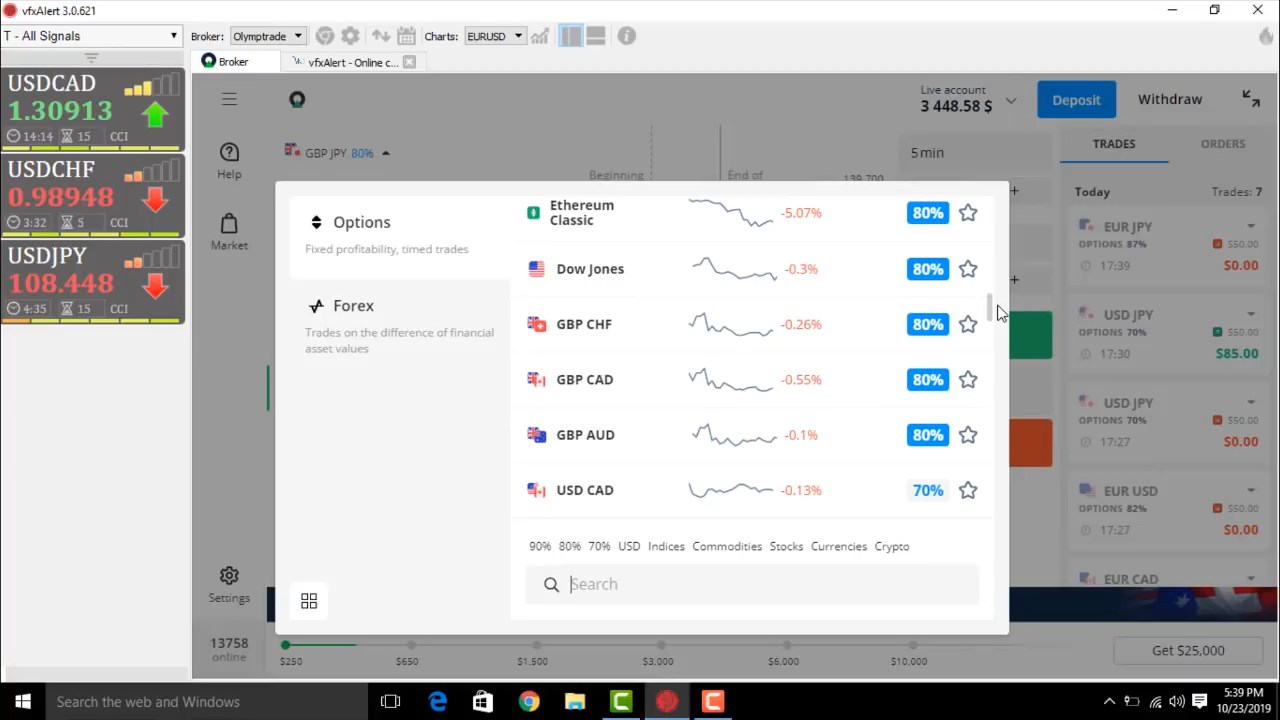 vfxAlert 3.0.621
T - All Signals
Broker: Olymptrade
Charts: EURUSD
Broker
vfxAlert - Online c...
USDCAD
1.30913
14:14 15 CCI
USDCHF
0.98948
3:32 5 CCI
USDJPY
108.448
4:35 15 CCI
Help
Market
Settings
13758
online
Live account
3 448.58 $
Deposit
Withdraw
GBP JPY 80%
Beginning
End of
139.700
5 min
Options
Fixed profitability, timed trades
Forex
Trades on the difference of financial
asset values
Ethereum
Classic
-5.07%
80%
Dow Jones
-0.3%
80%
GBP CHF
-0.26%
80%
GBP CAD
-0.55%
80%
GBP AUD
-0.1%
80%
USD CAD
-0.13%
70%
90% 80% 70% USD Indices Commodities Stocks Currencies Crypto
Search
TRADES
ORDERS
Today
Trades: 7
EUR JPY
OPTIONS 87%
$50.00
17:39
$0.00
USD JPY
OPTIONS 70%
$50.00
17:30
$85.00
USD JPY
OPTIONS 70%
$50.00
17:27
$0.00
EUR USD
OPTIONS 82%
$50.00
17:27
$0.00
EUR CAD
$250
$650
$1,500
$3,000
$6,000
$10,000
Get $25,000
Search the web and Windows
5:39 PM
10/23/2019